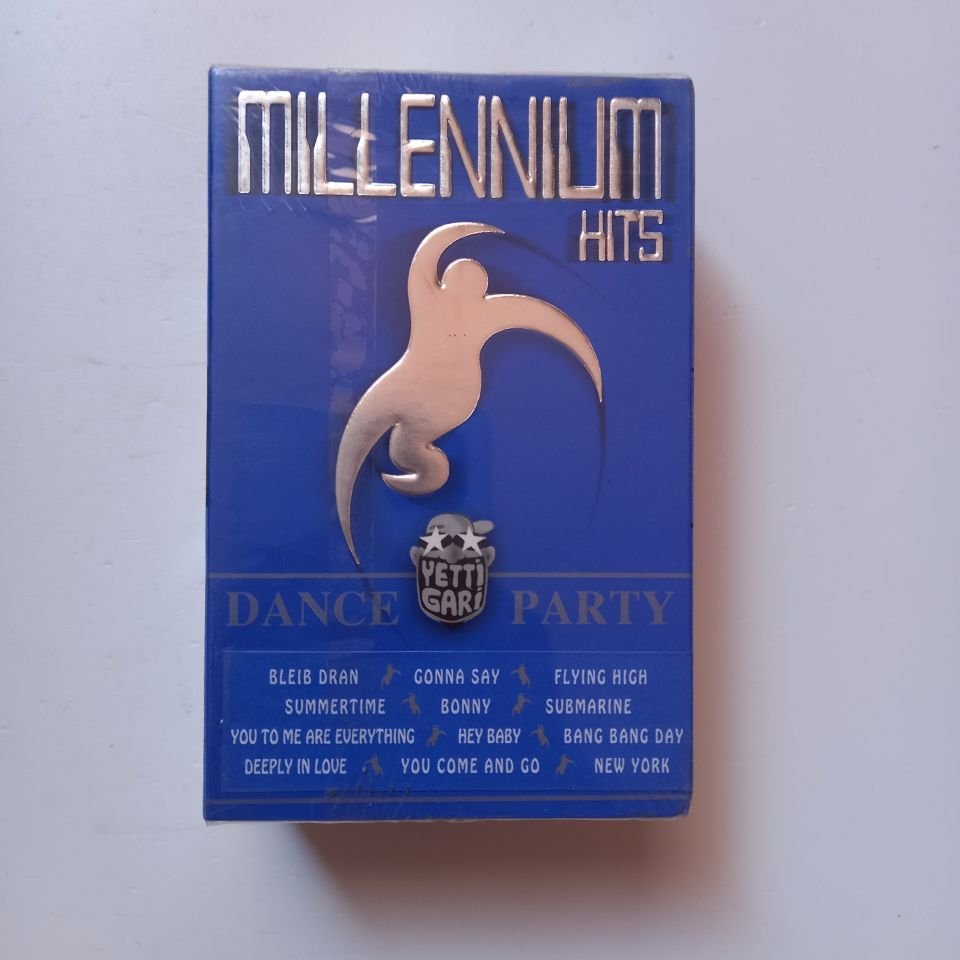 MILLENNIUM
HITS
YETTi
GARi
DANCE PARTY
BLEIB DRAN GONNA SAY FLYING HIGH
SUMMERTIME BONNY SUBMARINE
YOU TO ME ARE EVERYTHING HEY BABY BANG BANG DAY
DEEPLY IN LOVE YOU COME AND GO NEW YORK